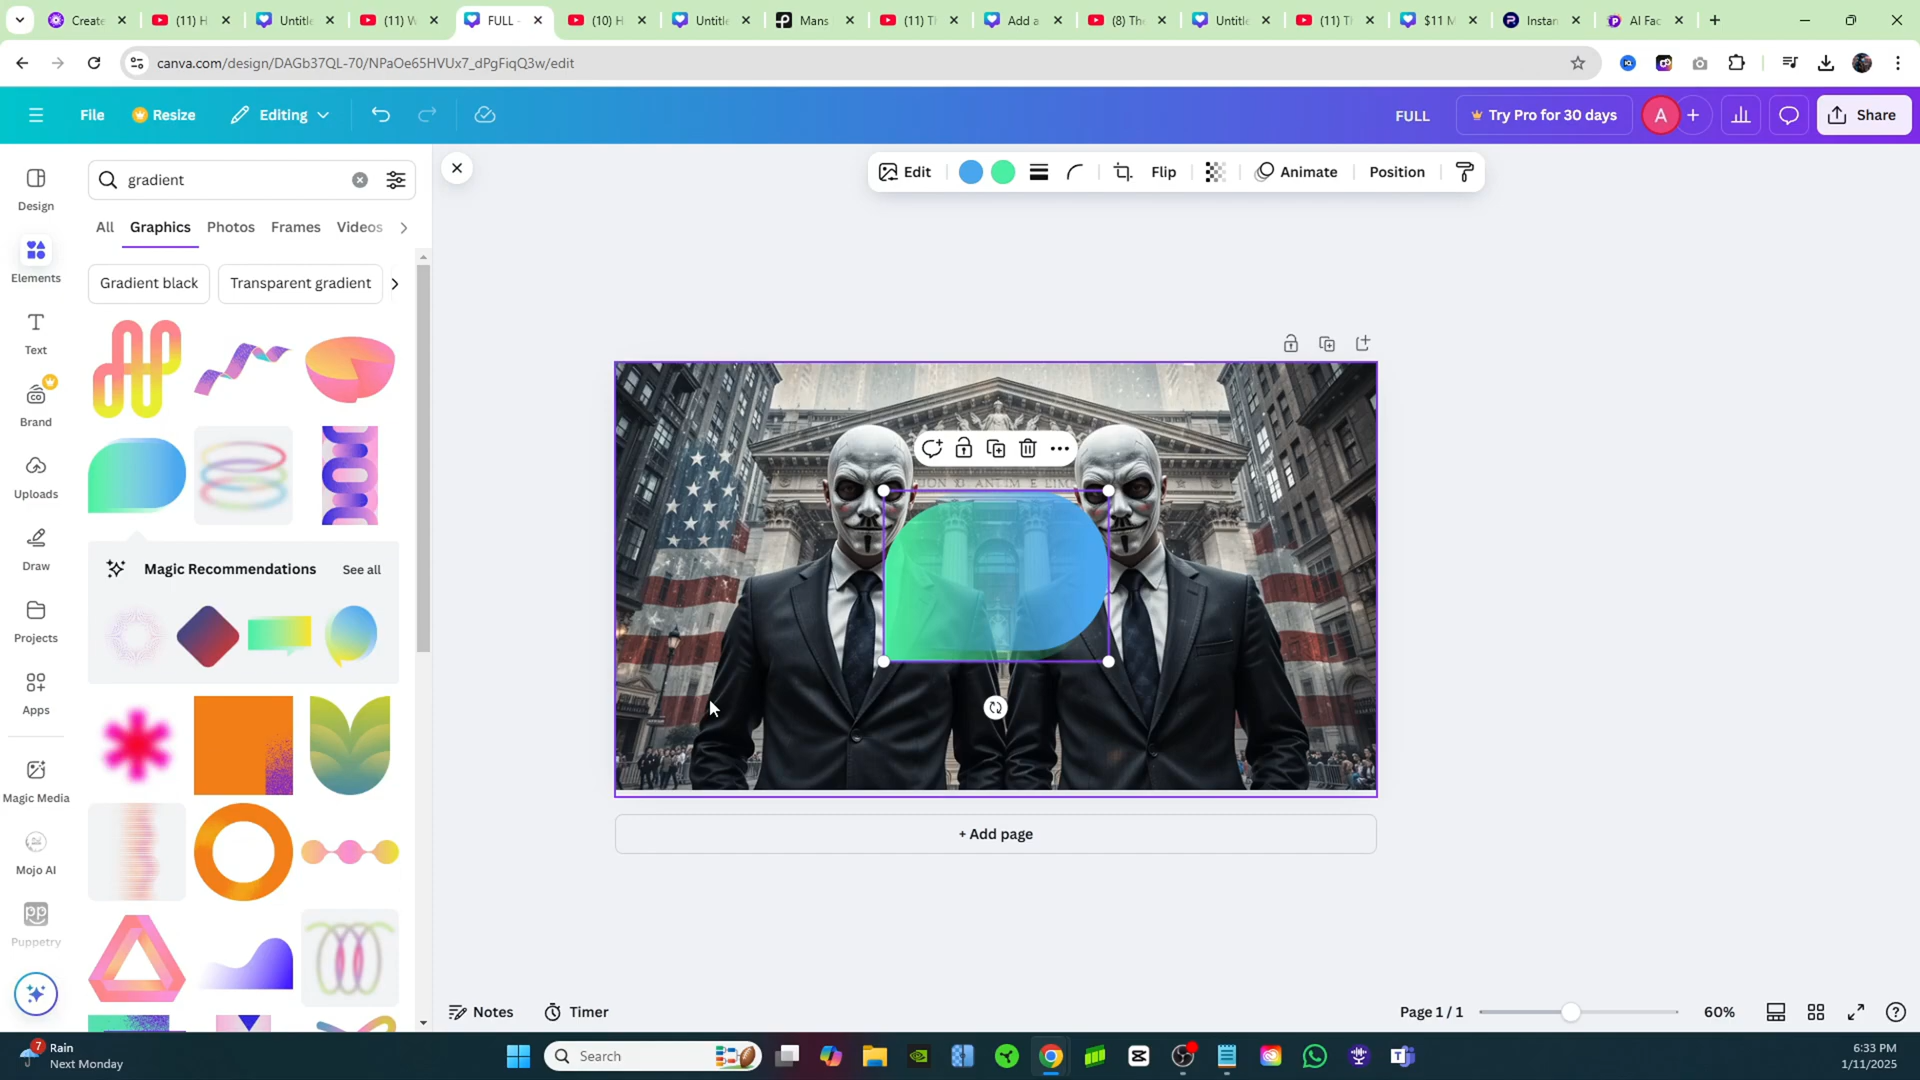 Create
(11) H
Untitle
(11) W
FULL -
(10) H
Untitle
Mans
(11) Tl
Add a
(8) The
Untitle
(11) Tl
$11 M
Instan
AI Fac
canva.com/design/DAGb37QL-70/NPaOe65HVUx7_dPgFiqQ3w/edit
File
Resize
Editing
FULL
Try Pro for 30 days
A
Share
gradient
Edit
Flip
Animate
Position
Design
All
Graphics
Photos
Frames
Videos
Elements
Gradient black
Transparent gradient
Text
Brand
Uploads
Draw
Magic Recommendations
See all
Projects
Apps
Magic Media
Mojo AI
Puppetry
+ Add page
Notes
Timer
Page 1 / 1
60%
7
Rain
Next Monday
Search
6:33 PM
1/11/2025